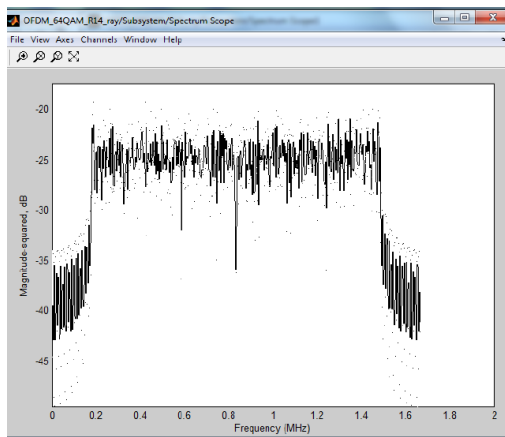 OFDM_64QAM_R14_ray/Subsystem/Spectrum Scope
File View Axes Channels Window Help
-20
-25
-30
-35
-40
-45
Magnitude-squared, dB
0 0.2 0.4 0.6 0.8 1 1.2 1.4 1.6 1.8 2
Frequency (MHz)